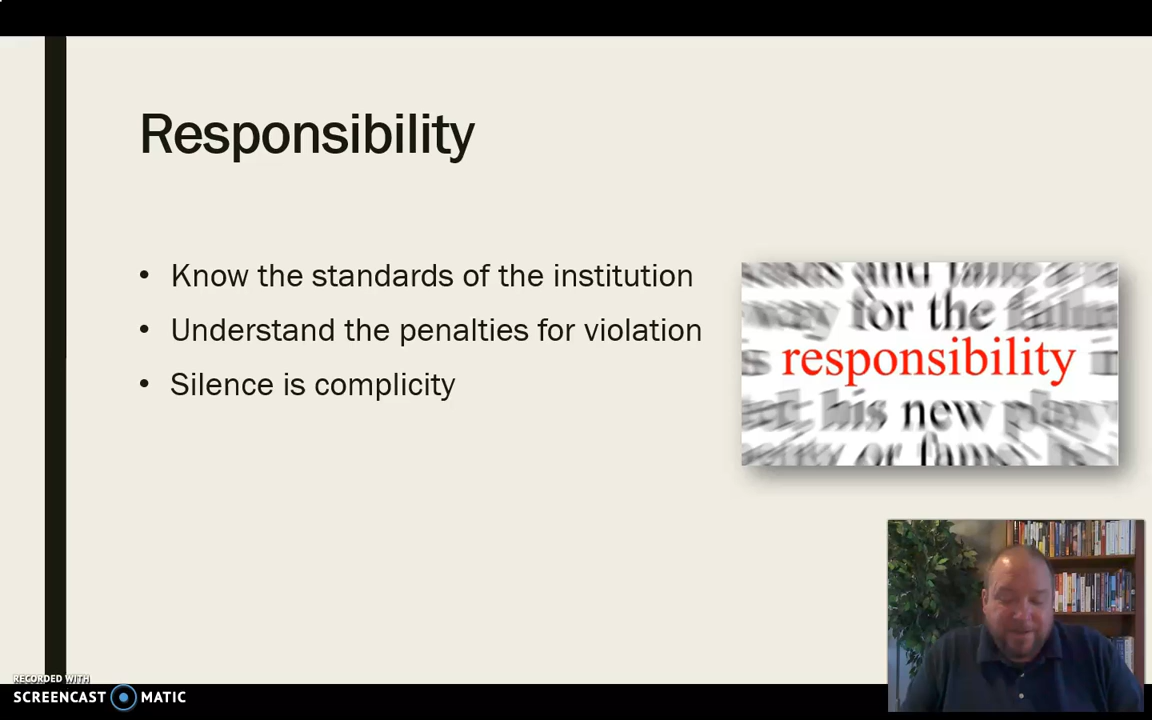 Responsibility
• Know the standards of the institution
• Understand the penalties for violation
• Silence is complicity
for the
responsibility
his new
or
RECORDED WITH
SCREENCAST MATIC